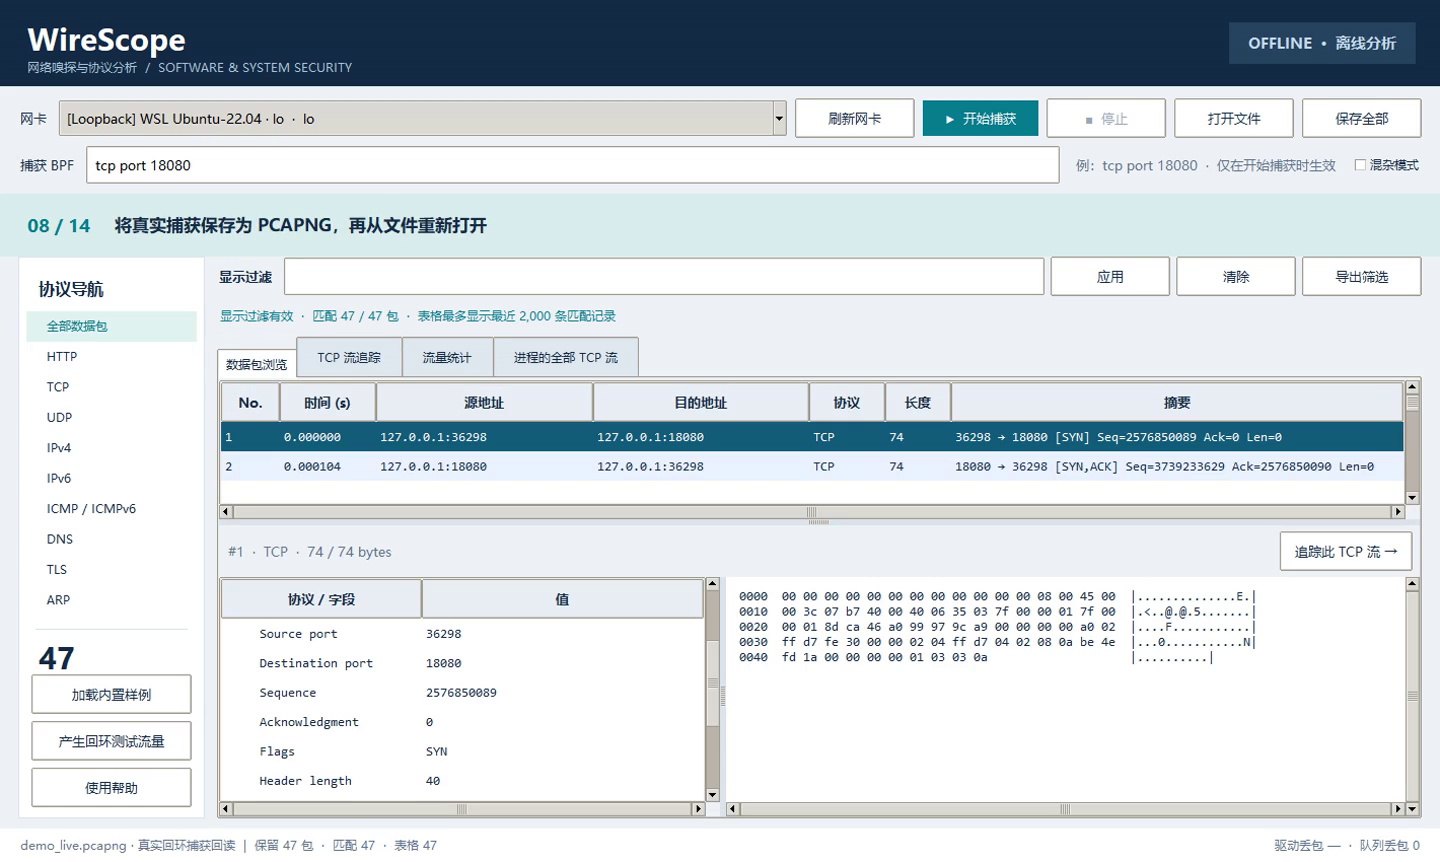 WireScope
网络嗅探与协议分析 / SOFTWARE & SYSTEM SECURITY
OFFLINE • 离线分析
网卡 [Loopback] WSL Ubuntu-22.04 · lo · lo 刷新网卡 ▶ 开始捕获 ■ 停止 打开文件 保存全部
捕获 BPF tcp port 18080 例: tcp port 18080 · 仅在开始捕获时生效 混杂模式
08 / 14 将真实捕获保存为 PCAPNG，再从文件重新打开
协议导航
全部数据包
HTTP
TCP
UDP
IPv4
IPv6
ICMP / ICMPv6
DNS
TLS
ARP
47
加载内置样例
产生回环测试流量
使用帮助
显示过滤 应用 清除 导出筛选
显示过滤有效 · 匹配 47 / 47 包 · 表格最多显示最近 2,000 条匹配记录
数据包浏览 TCP 流追踪 流量统计 进程的全部 TCP 流
No. 时间 (s) 源地址 目的地址 协议 长度 摘要
1 0.000000 127.0.0.1:36298 127.0.0.1:18080 TCP 74 36298 → 18080 [SYN] Seq=2576850089 Ack=0 Len=0
2 0.000104 127.0.0.1:18080 127.0.0.1:36298 TCP 74 18080 → 36298 [SYN,ACK] Seq=3739233629 Ack=2576850090 Len=0
#1 · TCP · 74 / 74 bytes 追踪此 TCP 流 →
协议 / 字段 值
Source port 36298
Destination port 18080
Sequence 2576850089
Acknowledgment 0
Flags SYN
Header length 40
0000 00 00 00 00 00 00 00 00 00 00 00 00 08 00 45 00 |..............E.|
0010 00 3c 07 b7 40 00 40 06 35 03 7f 00 00 01 7f 00 |.<..@.@.5.......|
0020 00 01 8d ca 46 a0 99 97 9c a9 00 00 00 00 a0 02 |....F...........|
0030 ff d7 fe 30 00 00 02 04 ff d7 04 02 08 0a be 4e |...0...........N|
0040 fd 1a 00 00 00 00 01 03 03 0a |..........|
demo_live.pcapng · 真实回环捕获回读 | 保留 47 包 · 匹配 47 · 表格 47
驱动丢包 — · 队列丢包 0